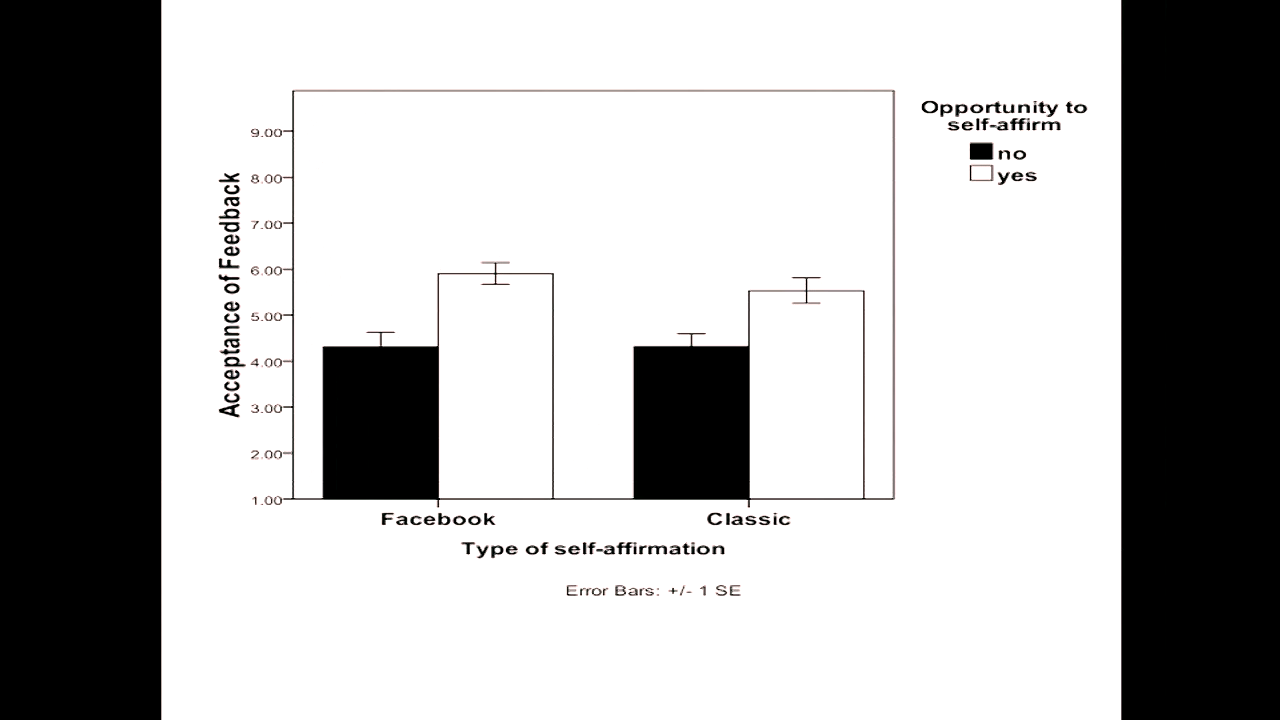 Opportunity to
self-affirm
no
yes
Acceptance of Feedback
9.00
8.00
7.00
6.00
5.00
4.00
3.00
2.00
1.00
Facebook
Classic
Type of self-affirmation
Error Bars: +/- 1 SE